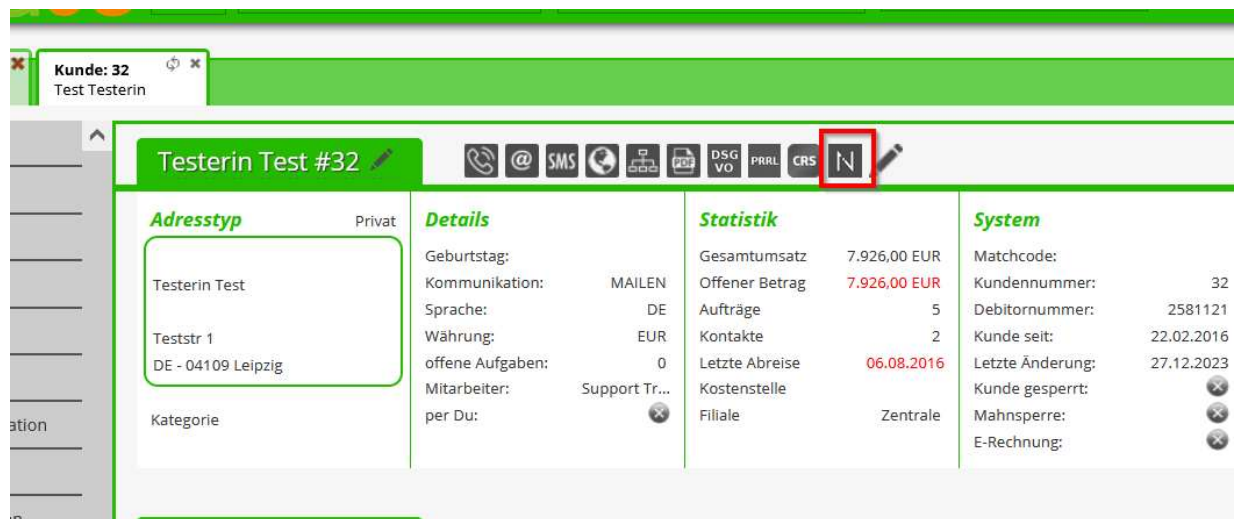 Kunde: 32
Test Testerin
Testerin Test #32
@ SMS PDF DSG VO PRRL CRS N
Adresstyp Privat
Testerin Test
Teststr 1
DE - 04109 Leipzig
Kategorie
Details
Geburtstag:
Kommunikation: MAILEN
Sprache: DE
Währung: EUR
offene Aufgaben: 0
Mitarbeiter: Support Tr...
per Du:
Statistik
Gesamtumsatz 7.926,00 EUR
Offener Betrag 7.926,00 EUR
Aufträge 5
Kontakte 2
Letzte Abreise 06.08.2016
Kostenstelle
Filiale Zentrale
System
Matchcode:
Kundennummer: 32
Debitornummer: 2581121
Kunde seit: 22.02.2016
Letzte Änderung: 27.12.2023
Kunde gesperrt:
Mahnsperre:
E-Rechnung:
ation